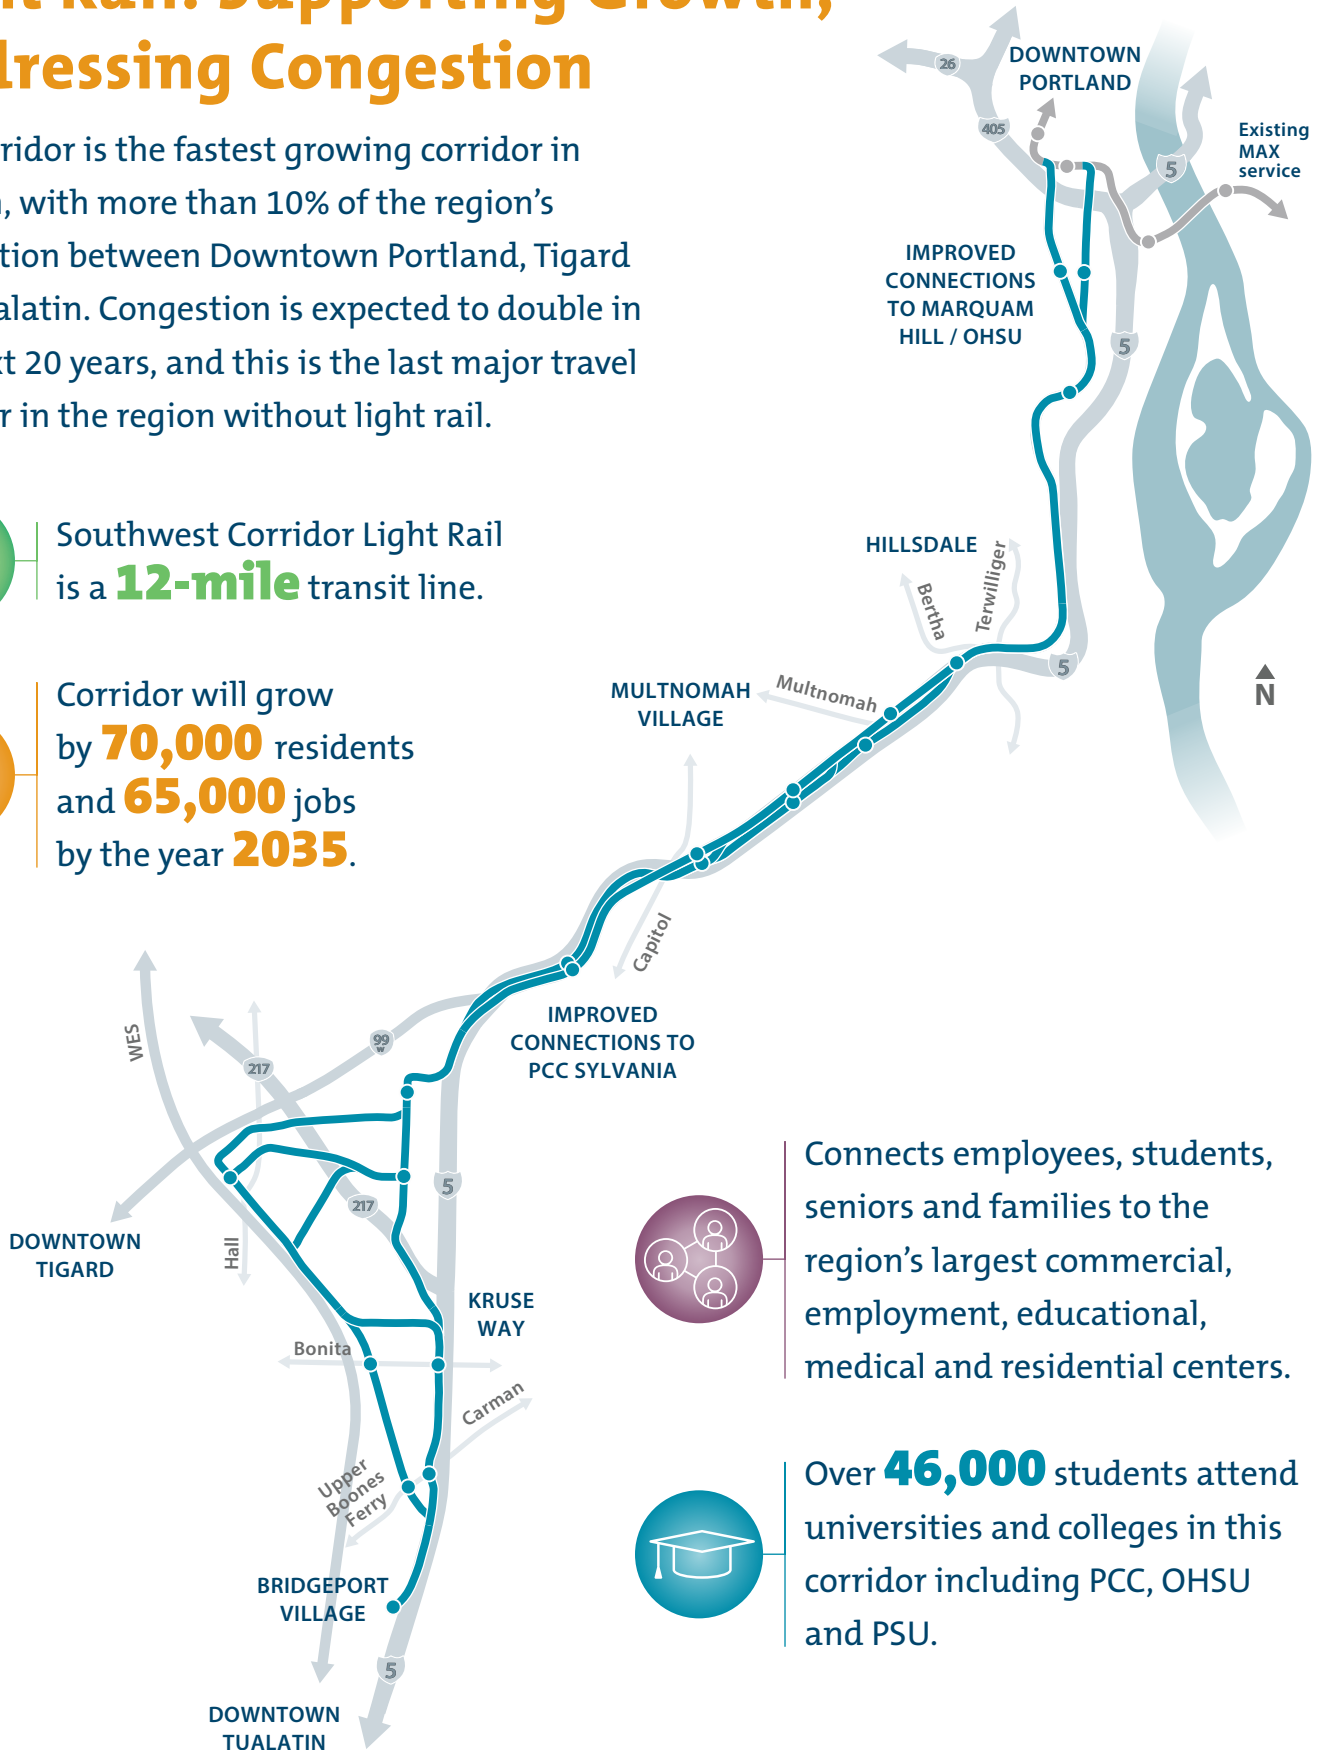 Rail: Supporting Growth,
dressing Congestion
ridor is the fastest growing corridor in
, with more than 10% of the region's
tion between Downtown Portland, Tigard
alatin. Congestion is expected to double in
t 20 years, and this is the last major travel
r in the region without light rail.
Southwest Corridor Light Rail
is a 12-mile transit line.
Corridor will grow
by 70,000 residents
and 65,000 jobs
by the year 2035.
26
DOWNTOWN
PORTLAND
405
Existing
MAX
service
5
IMPROVED
CONNECTIONS
TO MARQUAM
HILL / OHSU
5
HILLSDALE
Terwilliger
Bertha
5
N
MULTNOMAH
VILLAGE
Multnomah
Capitol
IMPROVED
CONNECTIONS TO
PCC SYLVANIA
WES
99
W
217
5
217
DOWNTOWN
TIGARD
Hall
KRUSE
WAY
Bonita
Carman
Upper
Boones
Ferry
BRIDGEPORT
VILLAGE
5
DOWNTOWN
TUALATIN
Connects employees, students,
seniors and families to the
region's largest commercial,
employment, educational,
medical and residential centers.
Over 46,000 students attend
universities and colleges in this
corridor including PCC, OHSU
and PSU.